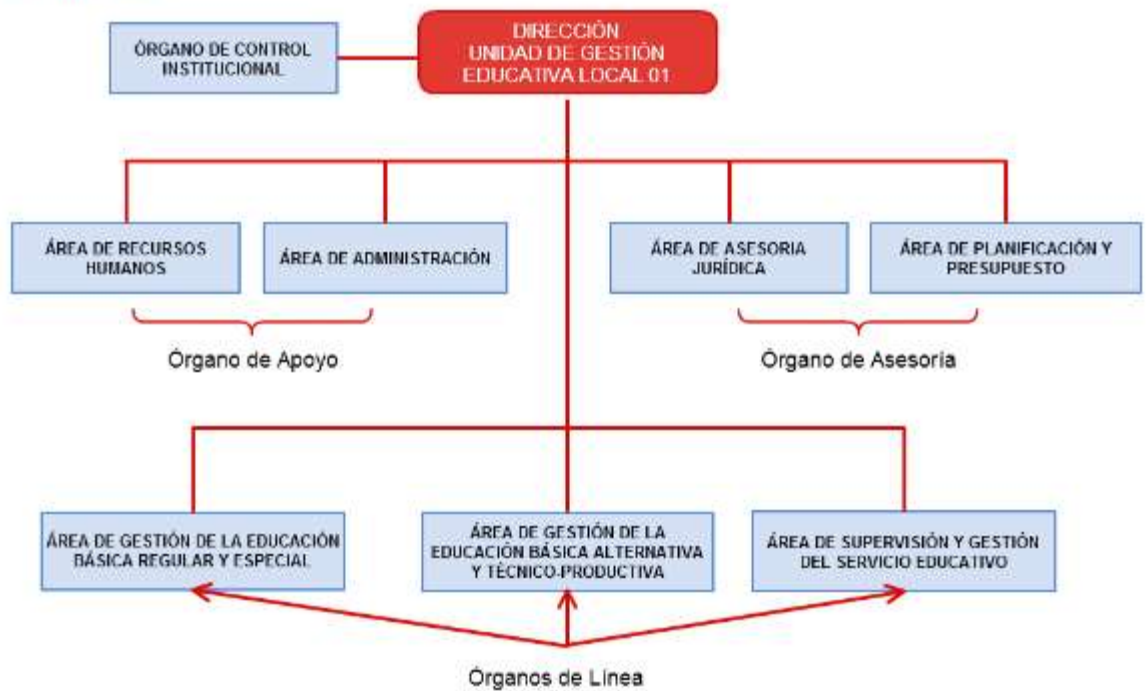 ÓRGANO DE CONTROL
INSTITUCIONAL
DIRECCIÓN
UNIDAD DE GESTIÓN
EDUCATIVA LOCAL 01
ÁREA DE RECURSOS
HUMANOS
ÁREA DE ADMINISTRACIÓN
ÁREA DE ASESORIA
JURÍDICA
ÁREA DE PLANIFICACIÓN Y
PRESUPUESTO
Órgano de Apoyo
Órgano de Asesoría
ÁREA DE GESTIÓN DE LA EDUCACIÓN
BÁSICA REGULAR Y ESPECIAL
ÁREA DE GESTIÓN DE LA
EDUCACIÓN BÁSICA ALTERNATIVA
Y TÉCNICO-PRODUCTIVA
ÁREA DE SUPERVISIÓN Y GESTIÓN
DEL SERVICIO EDUCATIVO
Órganos de Línea